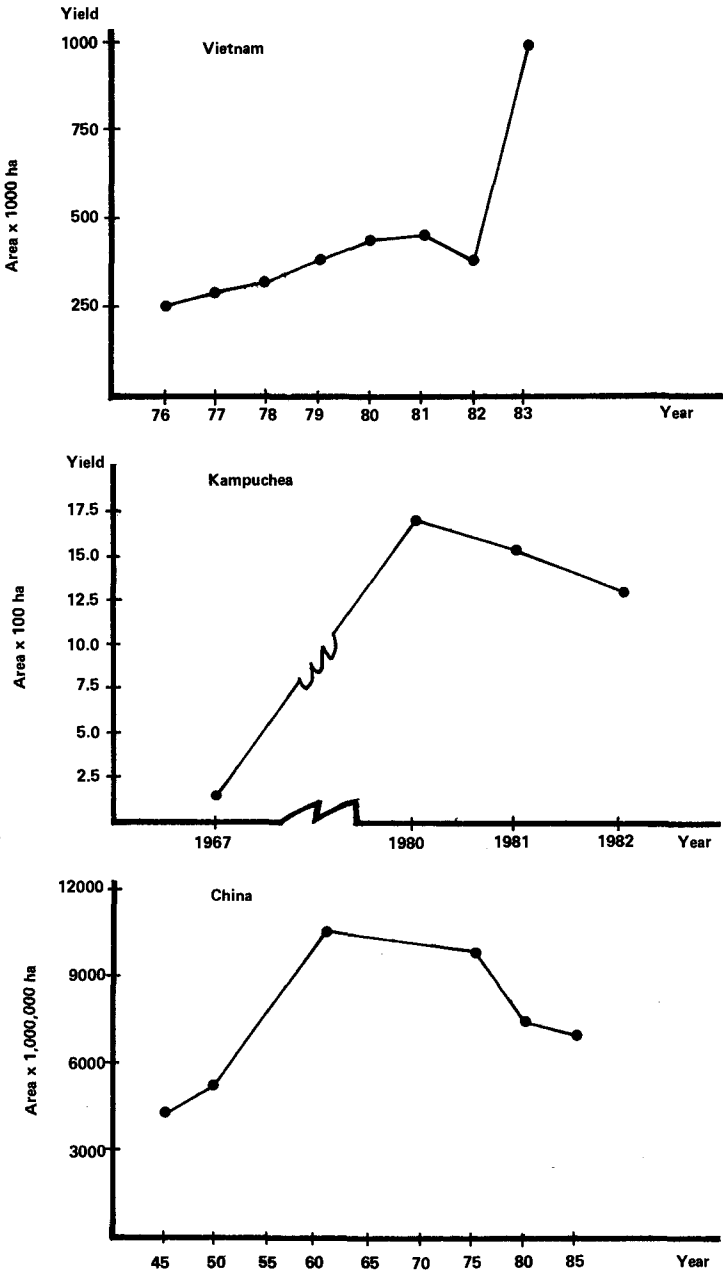 Yield
1000
Vietnam
750
Area x 1000 ha
500
250
76 77 78 79 80 81 82 83 Year
Yield
Kampuchea
17.5
15.0
12.5
Area x 100 ha
10.0
7.5
5.0
2.5
1967 1980 1981 1982 Year
12000
China
9000
Area x 1,000,000 ha
6000
3000
45 50 55 60 65 70 75 80 85 Year